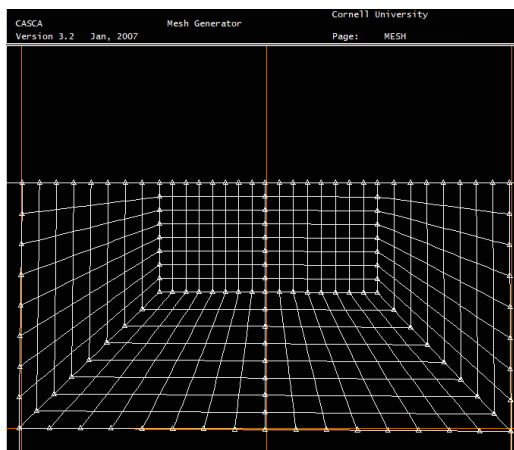 Cornell University
CASCA Mesh Generator
Version 3.2 Jan, 2007 Page: MESH